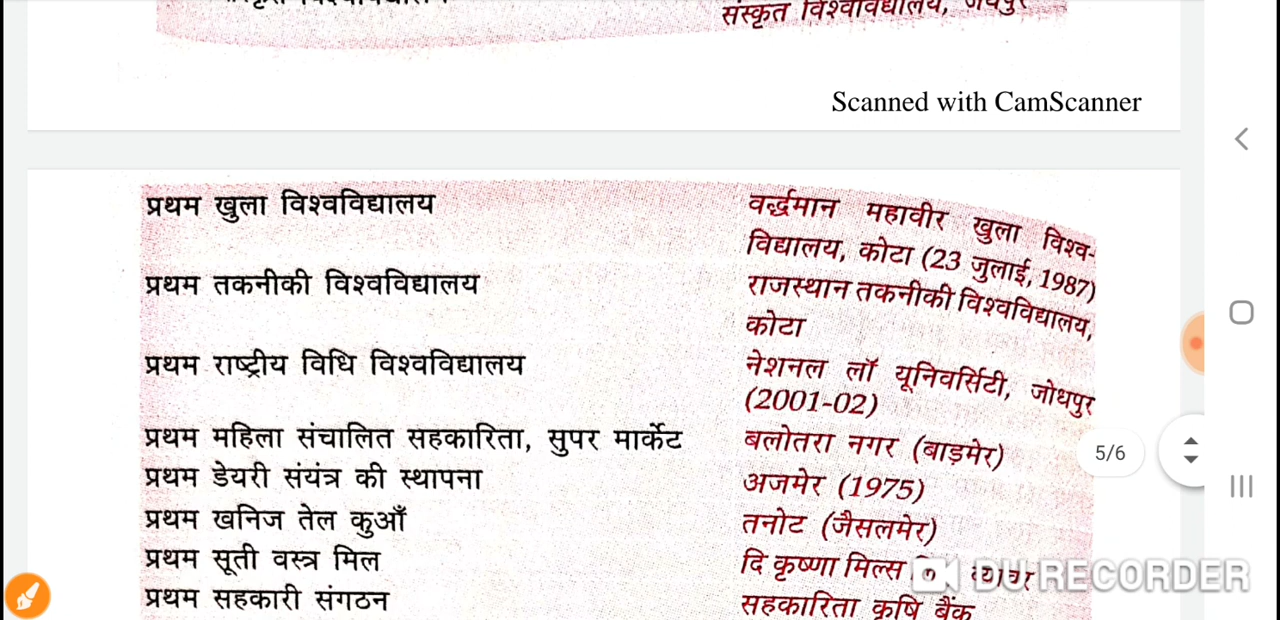 संस्कृत विश्वविद्यालय, जयपुर
Scanned with CamScanner
प्रथम खुला विश्वविद्यालय
वर्द्धमान महावीर खुला विश्व-
विद्यालय, कोटा (23 जुलाई, 1987)
प्रथम तकनीकी विश्वविद्यालय
राजस्थान तकनीकी विश्वविद्यालय,
कोटा
प्रथम राष्ट्रीय विधि विश्वविद्यालय
नेशनल लॉ यूनिवर्सिटी, जोधपुर
(2001-02)
प्रथम महिला संचालित सहकारिता, सुपर मार्केट
बलोतरा नगर (बाड़मेर)
प्रथम डेयरी संयंत्र की स्थापना
अजमेर (1975)
प्रथम खनिज तेल कुआँ
तनोट (जैसलमेर)
प्रथम सूती वस्त्र मिल
दि कृष्णा मिल्स ब्यावर
प्रथम सहकारी संगठन
सहकारिता कृषि बैंक
5/6
DU RECORDER